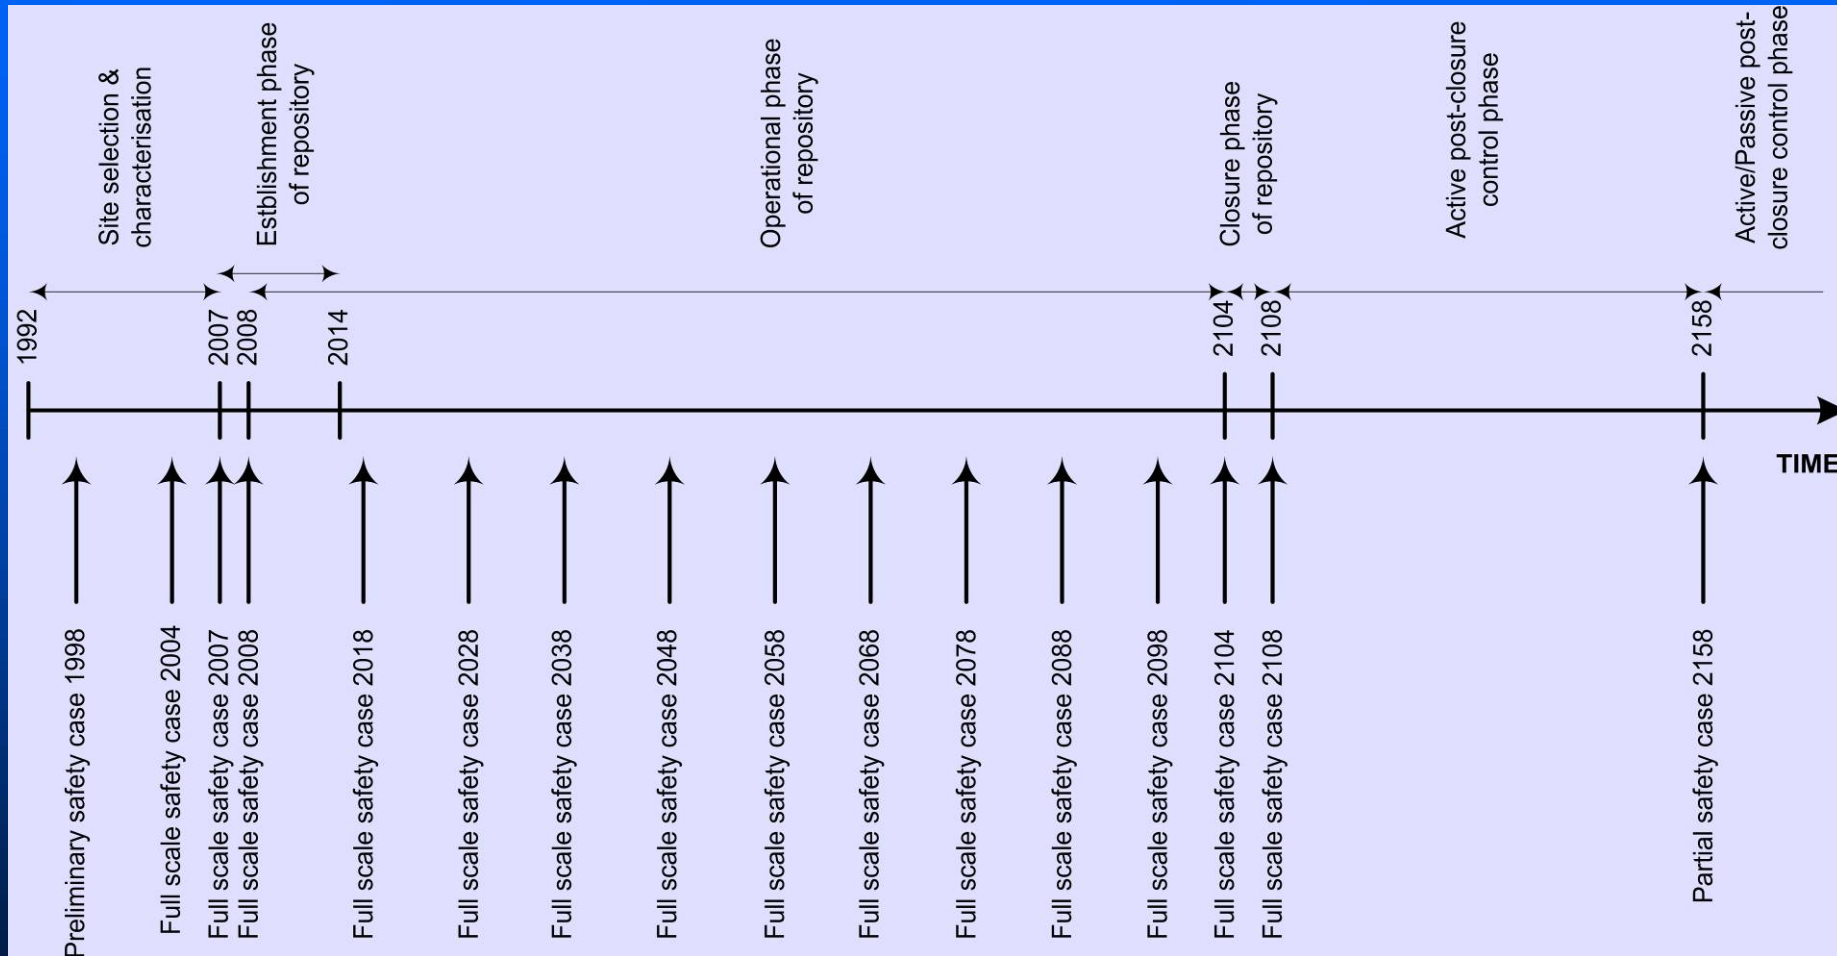 Site selection &
characterisation
Estblishment phase
of repository
Operational phase
of repository
Closure phase
of repository
Active post-closure
control phase
Active/Passive post-
closure control phase
1992
2007
2008
2014
2104
2108
2158
TIME
Preliminary safety case 1998
Full scale safety case 2004
Full scale safety case 2007
Full scale safety case 2008
Full scale safety case 2018
Full scale safety case 2028
Full scale safety case 2038
Full scale safety case 2048
Full scale safety case 2058
Full scale safety case 2068
Full scale safety case 2078
Full scale safety case 2088
Full scale safety case 2098
Full scale safety case 2104
Full scale safety case 2108
Partial safety case 2158